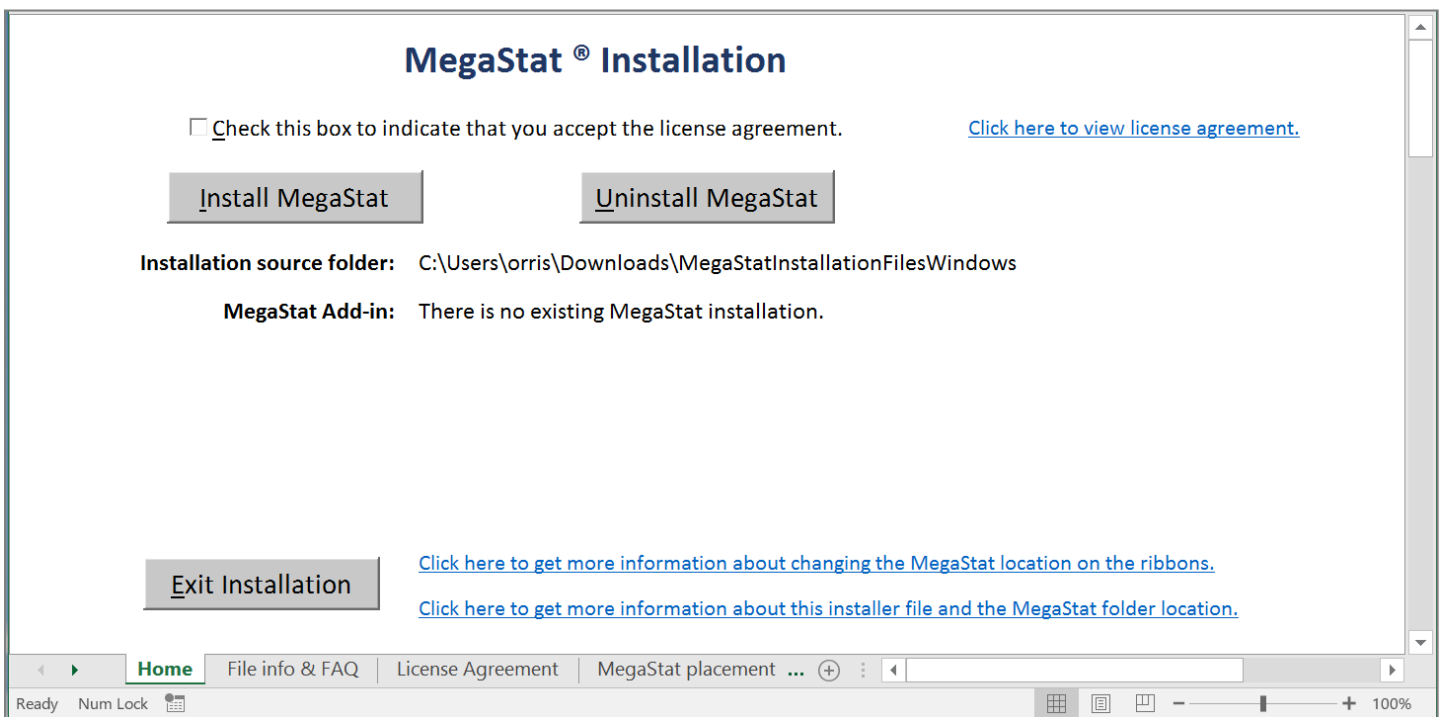 MegaStat ® Installation
Check this box to indicate that you accept the license agreement. Click here to view license agreement.
Install MegaStat Uninstall MegaStat
Installation source folder: C:\Users\orris\Downloads\MegaStatInstallationFilesWindows
MegaStat Add-in: There is no existing MegaStat installation.
Click here to get more information about changing the MegaStat location on the ribbons.
Exit Installation
Click here to get more information about this installer file and the MegaStat folder location.
Home File info & FAQ License Agreement MegaStat placement ...
Ready Num Lock 100%